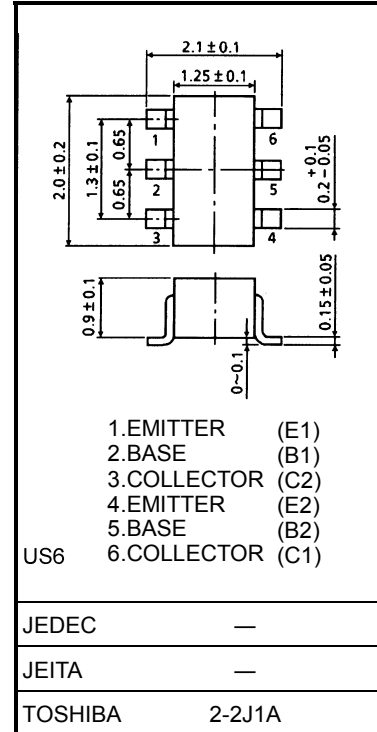 2.1±0.1
1.25±0.1
2.0±0.2
1.3±0.1
0.65
0.65
1
2
3
6
5
4
+0.1
0.2-0.05
0.9±0.1
0.15±0.05
0~0.1
1.EMITTER (E1)
2.BASE (B1)
3.COLLECTOR (C2)
4.EMITTER (E2)
5.BASE (B2)
US6 6.COLLECTOR (C1)
JEDEC —
JEITA —
TOSHIBA 2-2J1A